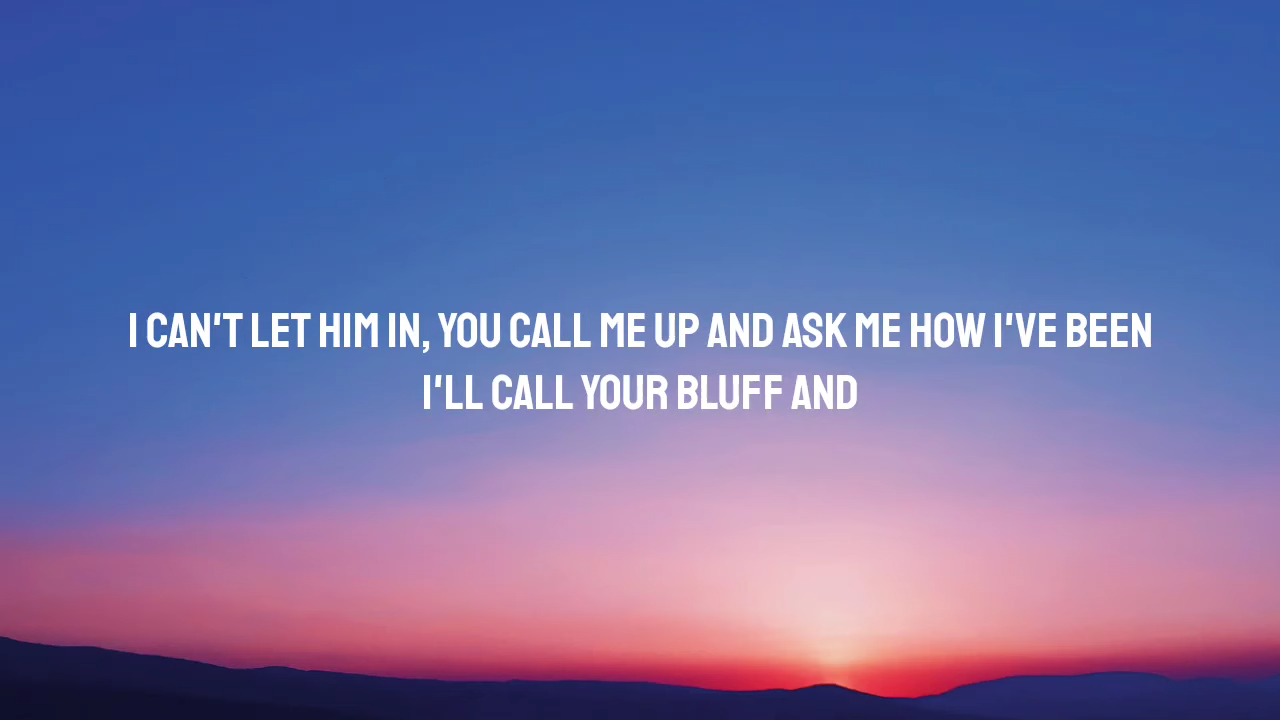 I CAN'T LET HIM IN, YOU CALL ME UP AND ASK ME HOW I'VE BEEN
I'LL CALL YOUR BLUFF AND